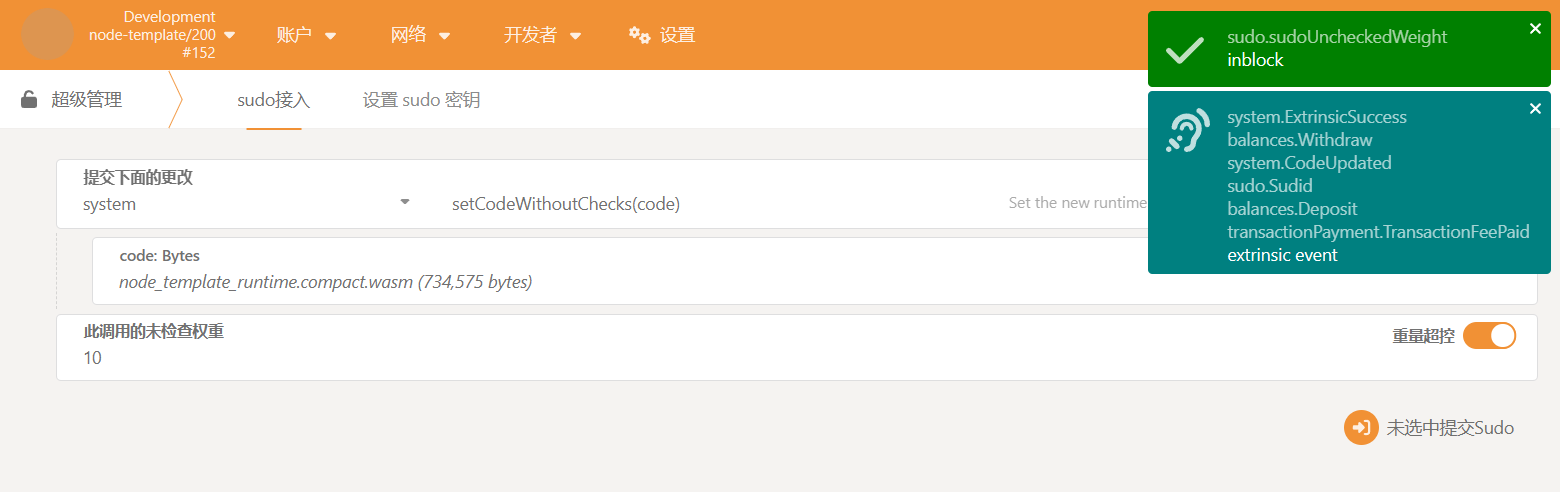 Development
node-template/200
#152
账户
网络
开发者
设置
超级管理
sudo接入
设置 sudo 密钥
sudo.sudoUncheckedWeight
inblock
system.ExtrinsicSuccess
balances.Withdraw
system.CodeUpdated
sudo.Sudid
balances.Deposit
transactionPayment.TransactionFeePaid
extrinsic event
提交下面的更改
system
setCodeWithoutChecks(code)
Set the new runtime
code: Bytes
node_template_runtime.compact.wasm (734,575 bytes)
此调用的未检查权重
10
重量超控
未选中提交Sudo